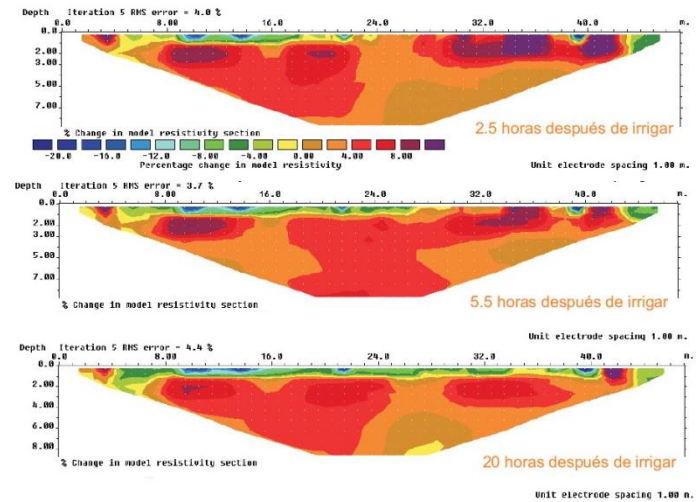 Depth Iteration 5 RMS error = 4.0 %
0.0 8.00 16.0 24.0 32.0 40.0 m.
0.0
2.00
3.00
5.00
7.00
2.5 horas después de irrigar
% Change in model resistivity section
-20.0 -16.0 -12.0 -8.00 -4.00 0.00 4.00 8.00
Percentage change in model resistivity
Unit electrode spacing 1.00 m.
Depth Iteration 5 RMS error = 3.7 %
0.0 8.00 16.0 24.0 32.0 40.0 m.
0.0
2.00
3.00
7.00
% Change in model resistivity section
5.5 horas después de irrigar
Unit electrode spacing 1.00 m.
Depth Iteration 5 RMS error = 4.4 %
0.0 8.00 16.0 24.0 32.0 40.0 m.
0.0
2.00
4.00
6.00
8.00
% Change in model resistivity section
20 horas después de irrigar
Unit electrode spacing 1.00 m.